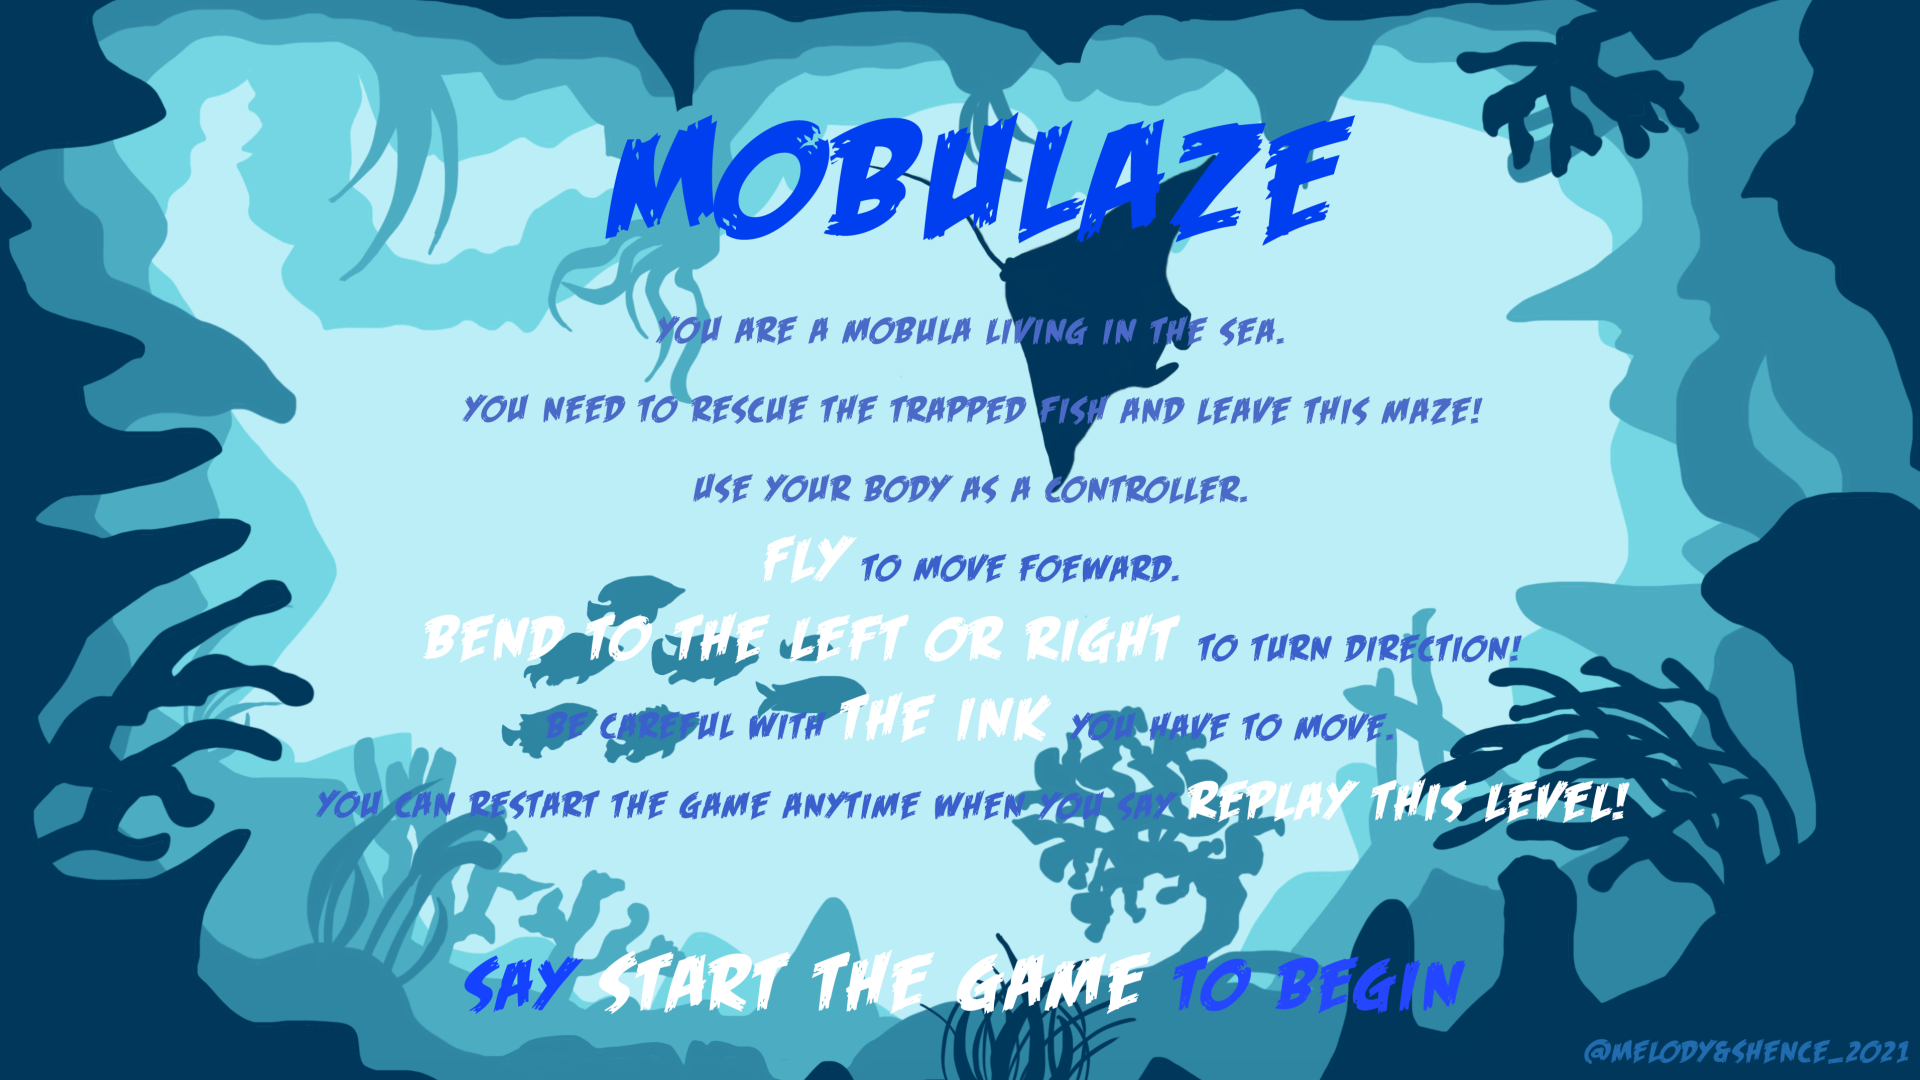 MOBULAZE
YOU ARE A MOBULA LIVING IN THE SEA.
YOU NEED TO RESCUE THE TRAPPED FISH AND LEAVE THIS MAZE!
USE YOUR BODY AS A CONTROLLER.
FLY TO MOVE FOEWARD.
BEND TO THE LEFT OR RIGHT TO TURN DIRECTION!
BE CAREFUL WITH THE INK YOU HAVE TO MOVE.
YOU CAN RESTART THE GAME ANYTIME WHEN YOU SAY REPLAY THIS LEVEL!
SAY START THE GAME TO BEGIN
@MELODY&SHENCE_2021